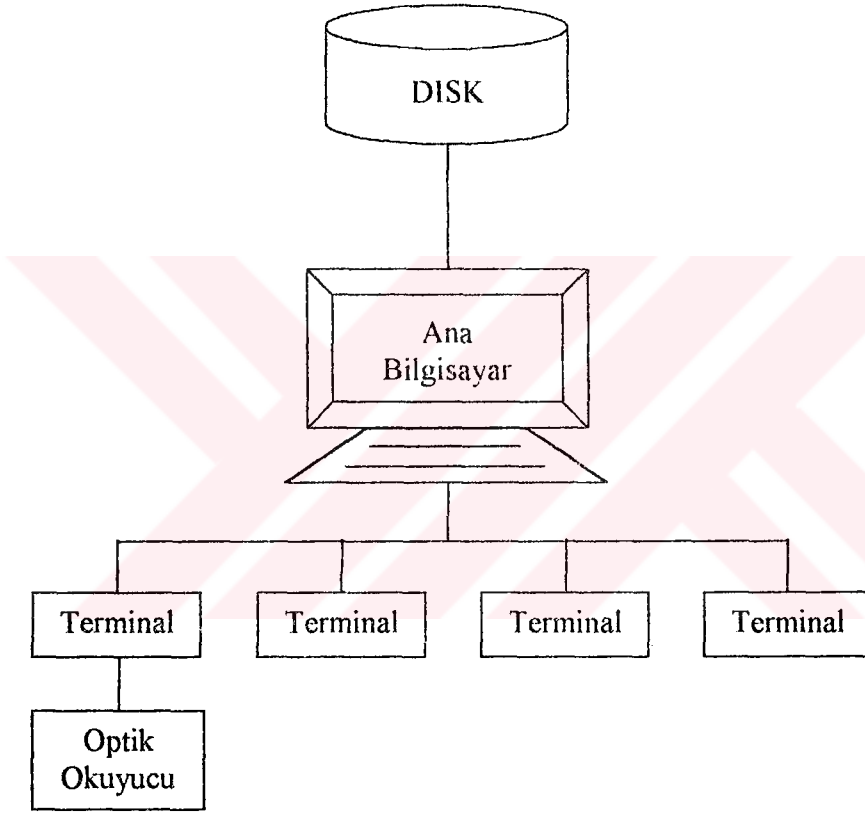 DISK
Ana
Bilgisayar
Terminal
Terminal
Terminal
Terminal
Optik
Okuyucu